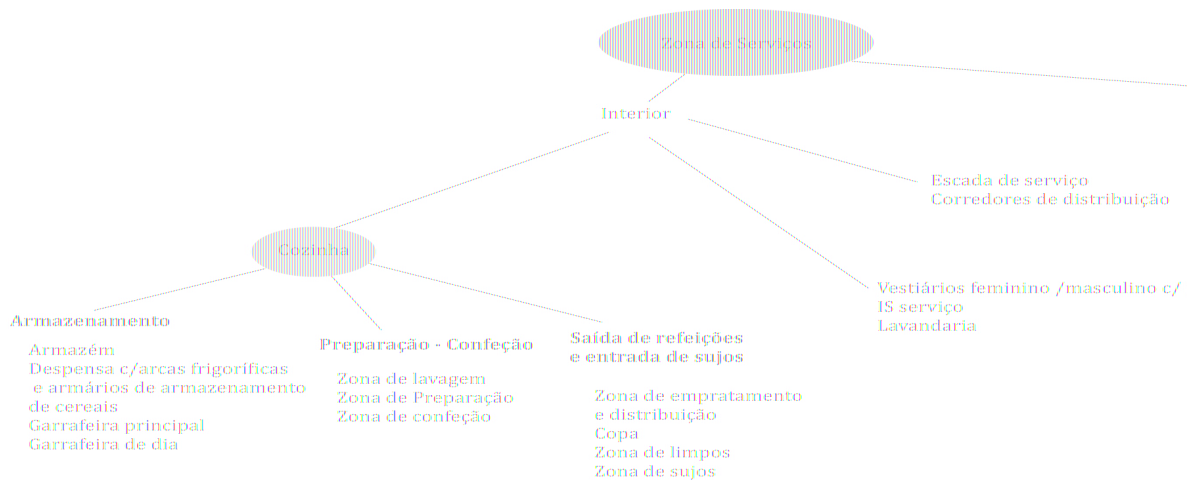 Zona de Serviços
Interior
Escada de serviço
Corredores de distribuição
Cozinha
Vestiários feminino /masculino c/
IS serviço
Lavandaria
Armazenamento
Armazém
Despensa c/arcas frigoríficas
e armários de armazenamento
de cereais
Garrafeira principal
Garrafeira de dia
Preparação - Confeção
Zona de lavagem
Zona de Preparação
Zona de confeção
Saída de refeições
e entrada de sujos
Zona de empratamento
e distribuição
Copa
Zona de limpos
Zona de sujos